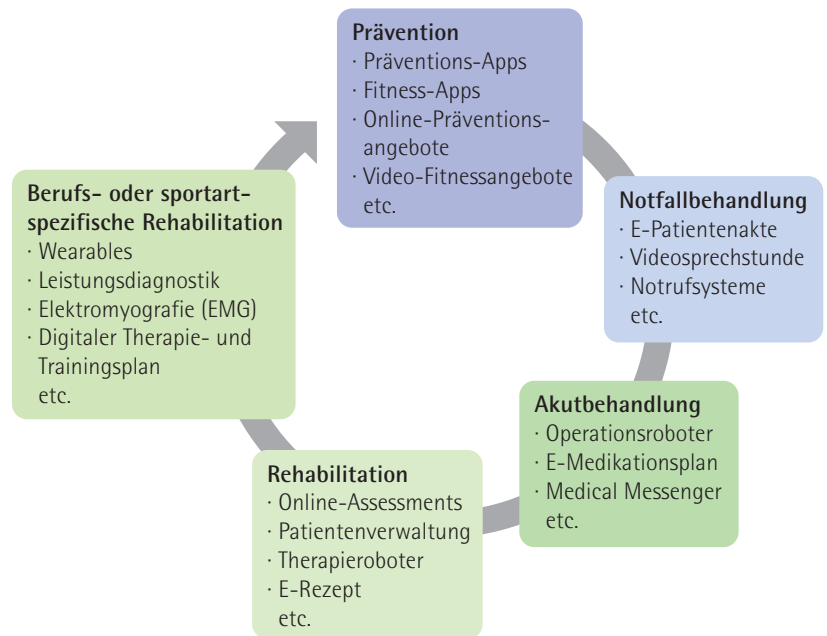 Prävention
· Präventions-Apps
· Fitness-Apps
· Online-Präventions-
angebote
· Video-Fitnessangebote
etc.
Notfallbehandlung
· E-Patientenakte
· Videosprechstunde
· Notrufsysteme
etc.
Akutbehandlung
· Operationsroboter
· E-Medikationsplan
· Medical Messenger
etc.
Rehabilitation
· Online-Assessments
· Patientenverwaltung
· Therapieroboter
· E-Rezept
etc.
Berufs- oder sportart-
spezifische Rehabilitation
· Wearables
· Leistungsdiagnostik
· Elektromyografie (EMG)
· Digitaler Therapie- und
Trainingsplan
etc.